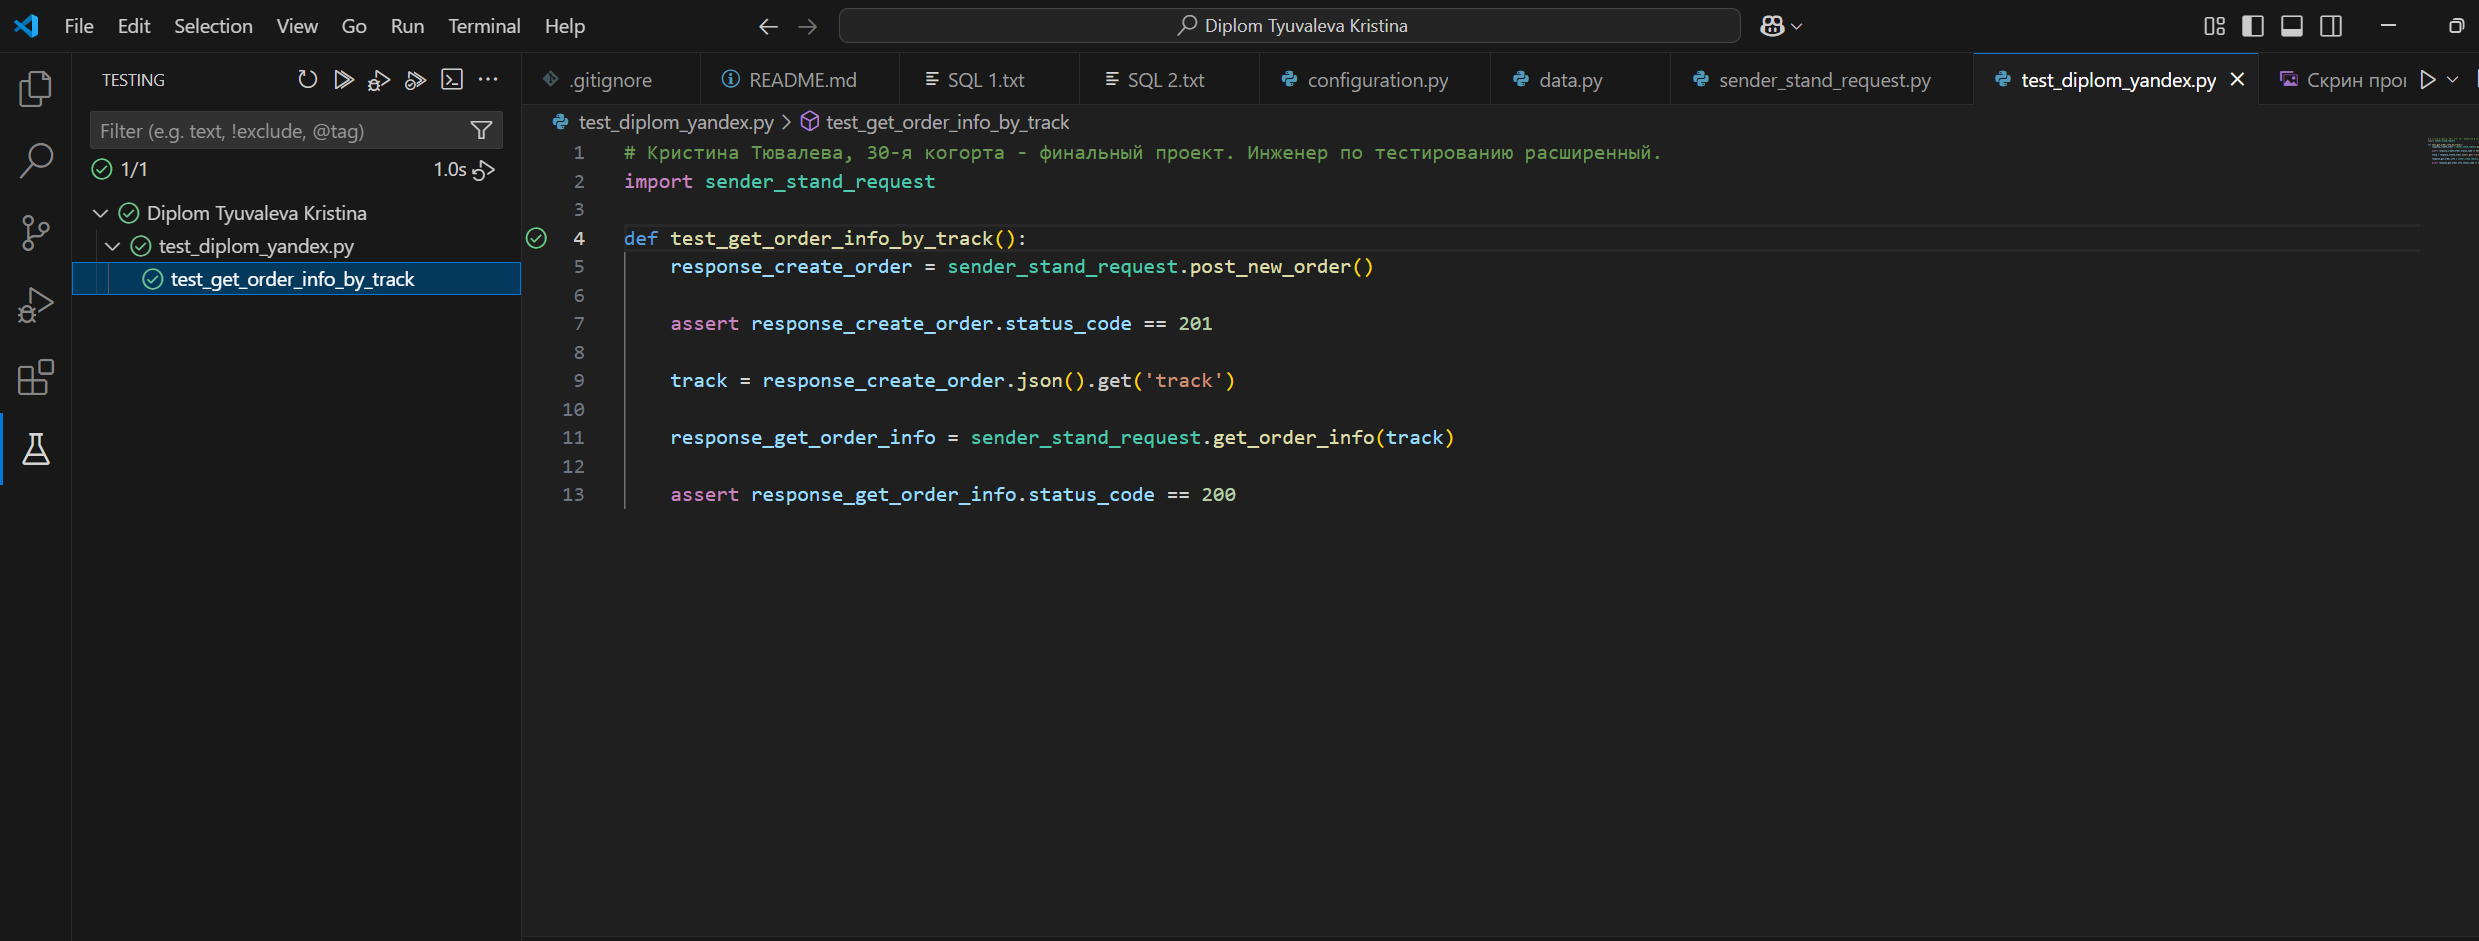 File Edit Selection View Go Run Terminal Help
Diplom Tyuvaleva Kristina
TESTING
Filter (e.g. text, !exclude, @tag)
1/1 1.0s
Diplom Tyuvaleva Kristina
test_diplom_yandex.py
test_get_order_info_by_track
.gitignore README.md SQL 1.txt SQL 2.txt configuration.py data.py sender_stand_request.py test_diplom_yandex.py Скрин
test_diplom_yandex.py > test_get_order_info_by_track
1 # Кристина Тювалева, 30-я когорта - финальный проект. Инженер по тестированию расширенный.
2 import sender_stand_request
3
4 def test_get_order_info_by_track():
5 response_create_order = sender_stand_request.post_new_order()
6
7 assert response_create_order.status_code == 201
8
9 track = response_create_order.json().get('track')
10
11 response_get_order_info = sender_stand_request.get_order_info(track)
12
13 assert response_get_order_info.status_code == 200